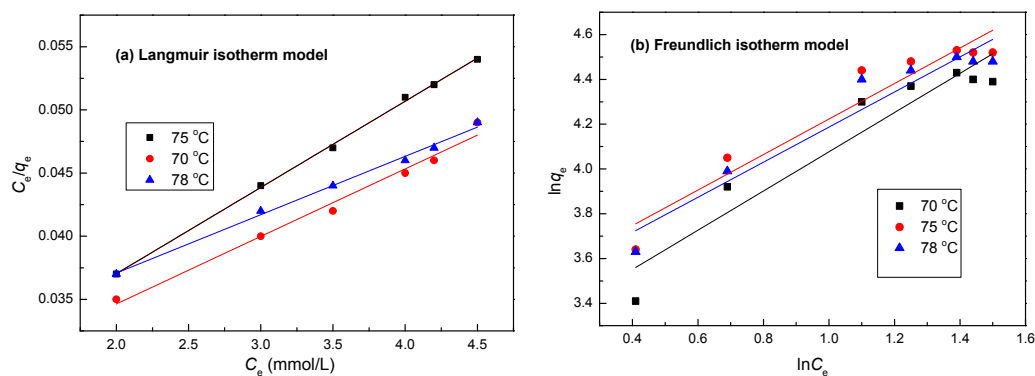 (a) Langmuir isotherm model
75 °C
70 °C
78 °C
0.055
0.050
0.045
0.040
0.035
2.0 2.5 3.0 3.5 4.0 4.5
Cₑ/qₑ
Cₑ (mmol/L)
(b) Freundlich isotherm model
70 °C
75 °C
78 °C
4.6
4.4
4.2
4.0
3.8
3.6
3.4
0.4 0.6 0.8 1.0 1.2 1.4 1.6
lnqₑ
lnCₑ